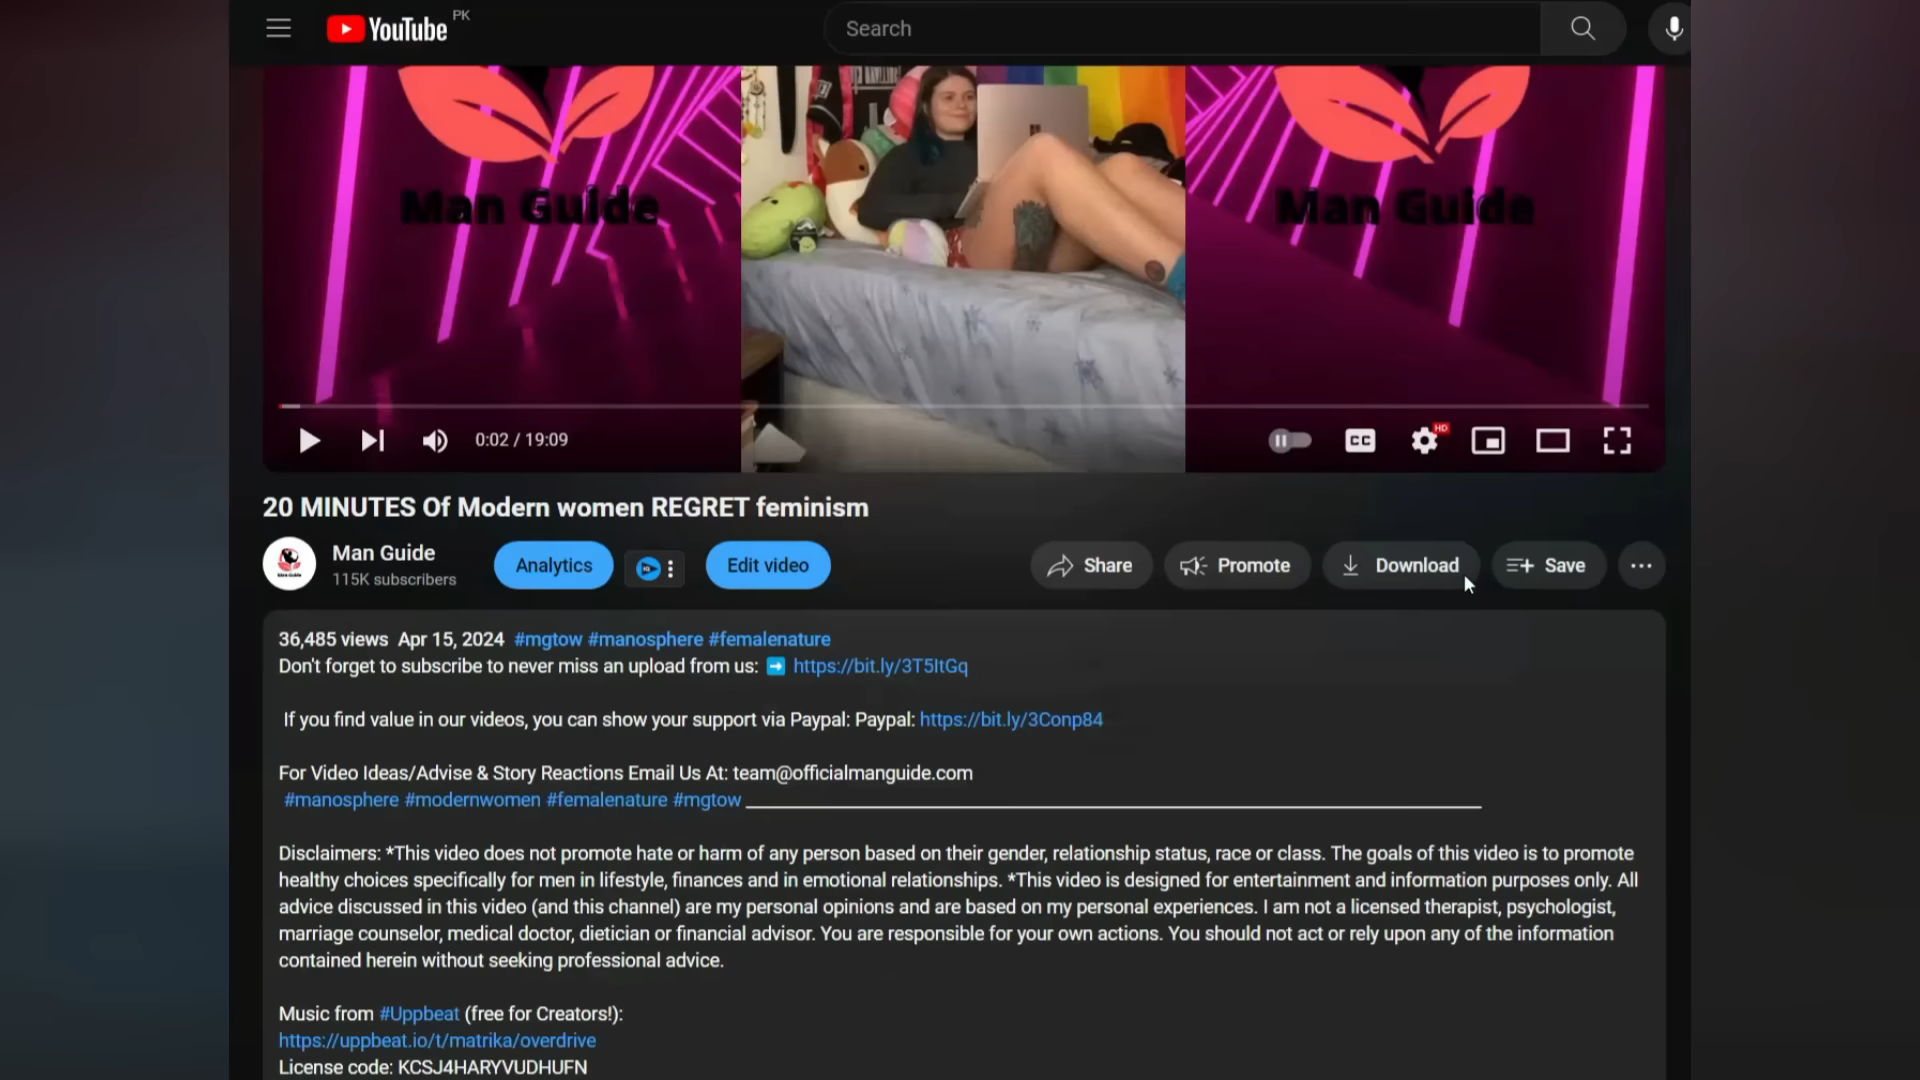 YouTube PK
Search
Man Guide
Man Guide
0:02 / 19:09
CC
HD
20 MINUTES Of Modern women REGRET feminism
Man Guide
115K subscribers
Analytics
Edit video
Share
Promote
Download
Save
36,485 views Apr 15, 2024 #mgtow #manosphere #femalenature
Don't forget to subscribe to never miss an upload from us: ➡ https://bit.ly/3T5ItGq
If you find value in our videos, you can show your support via Paypal: Paypal: https://bit.ly/3Conp84
For Video Ideas/Advise & Story Reactions Email Us At: team@officialmanguide.com
#manosphere #modernwomen #femalenature #mgtow
Disclaimers: *This video does not promote hate or harm of any person based on their gender, relationship status, race or class. The goals of this video is to promote
healthy choices specifically for men in lifestyle, finances and in emotional relationships. *This video is designed for entertainment and information purposes only. All
advice discussed in this video (and this channel) are my personal opinions and are based on my personal experiences. I am not a licensed therapist, psychologist,
marriage counselor, medical doctor, dietician or financial advisor. You are responsible for your own actions. You should not act or rely upon any of the information
contained herein without seeking professional advice.
Music from #Uppbeat (free for Creators!):
https://uppbeat.io/t/matrika/overdrive
License code: KCSJ4HARYVUDHUFN